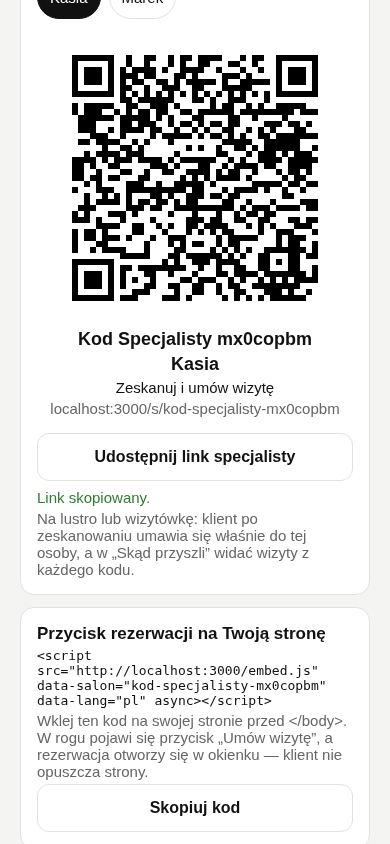 Kasia Marek
Kod Specjalisty mx0copbm
Kasia
Zeskanuj i umów wizytę
localhost:3000/s/kod-specjalisty-mx0copbm
Udostępnij link specjalisty
Link skopiowany.
Na lustro lub wizytówkę: klient po
zeskanowaniu umawia się właśnie do tej
osoby, a w „Skąd przyszli” widać wizyty z
każdego kodu.
Przycisk rezerwacji na Twoją stronę
<script
src="http://localhost:3000/embed.js"
data-salon="kod-specjalisty-mx0copbm"
data-lang="pl" async></script>
Wklej ten kod na swojej stronie przed </body>.
W rogu pojawi się przycisk „Umów wizytę”, a
rezerwacja otworzy się w okienku — klient nie
opuszcza strony.
Skopiuj kod